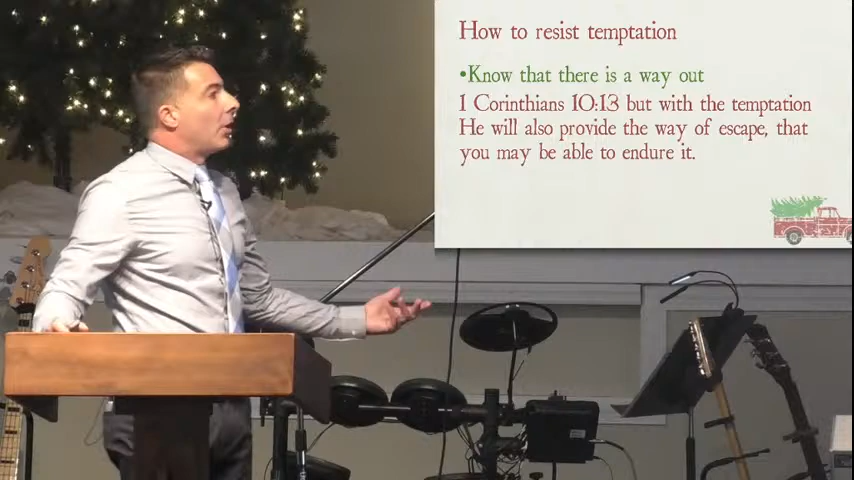 How to resist temptation
•Know that there is a way out
1 Corinthians 10:13 but with the temptation
He will also provide the way of escape, that
you may be able to endure it.